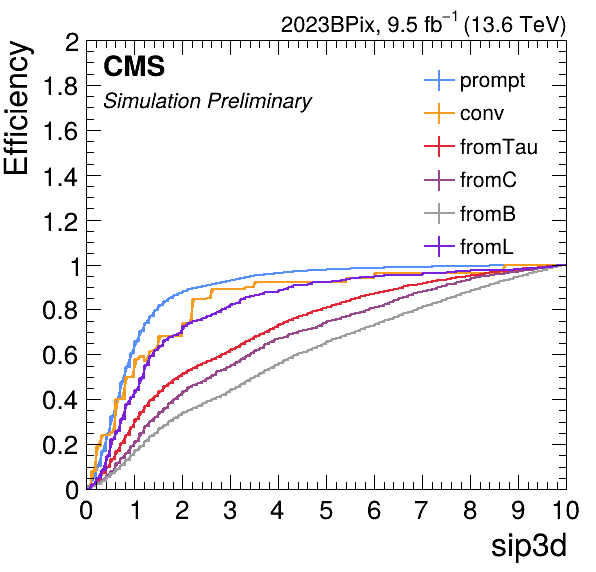 2023BPix, 9.5 fb⁻¹ (13.6 TeV)
CMS
Simulation Preliminary
prompt
conv
fromTau
fromC
fromB
fromL
Efficiency
2
1.8
1.6
1.4
1.2
1
0.8
0.6
0.4
0.2
0
0 1 2 3 4 5 6 7 8 9 10
sip3d